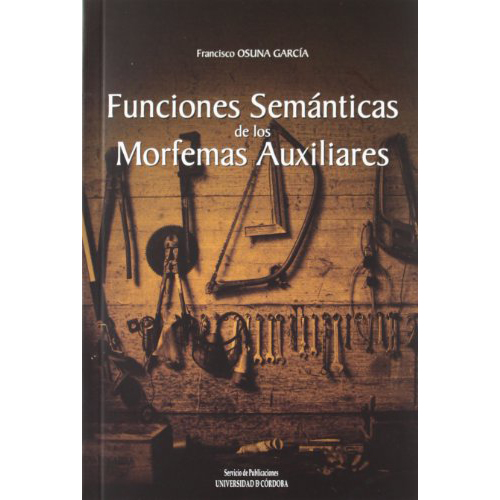 Francisco OSUNA GARCÍA
Funciones Semánticas
de los
Morfemas Auxiliares
Servicio de Publicaciones
UNIVERSIDAD DE CÓRDOBA